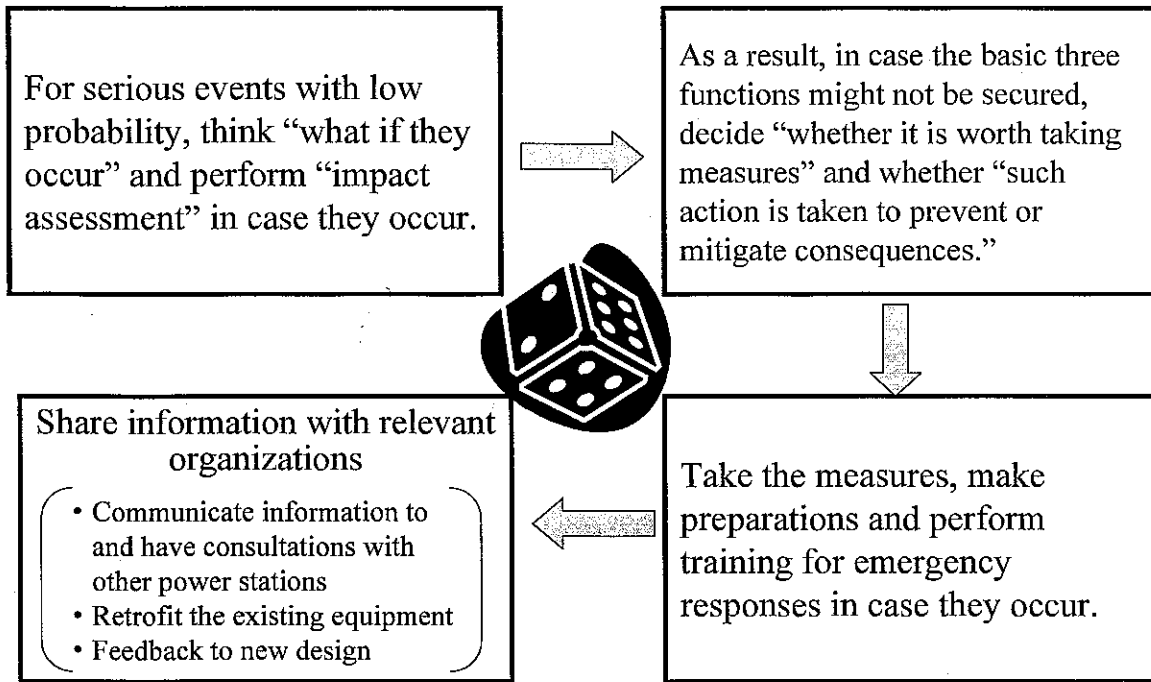 For serious events with low
probability, think “what if they
occur” and perform “impact
assessment” in case they occur.
As a result, in case the basic three
functions might not be secured,
decide “whether it is worth taking
measures” and whether “such
action is taken to prevent or
mitigate consequences.”
Take the measures, make
preparations and perform
training for emergency
responses in case they occur.
Share information with relevant
organizations
• Communicate information to
and have consultations with
other power stations
• Retrofit the existing equipment
• Feedback to new design